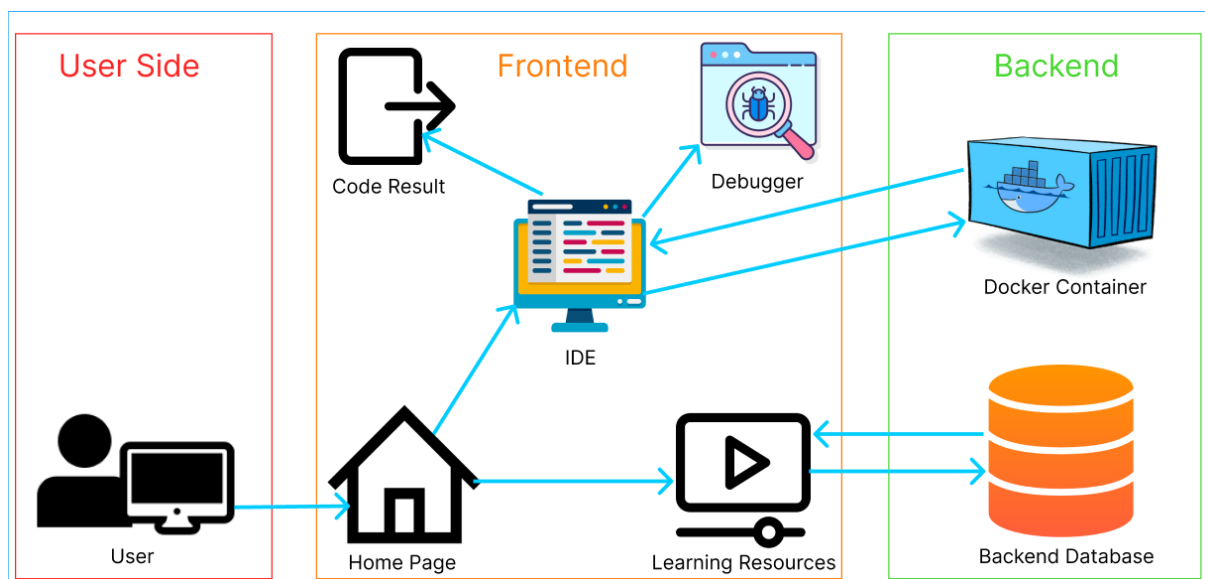 User Side
Frontend
Backend
Code Result
Debugger
Docker Container
IDE
User
Home Page
Learning Resources
Backend Database